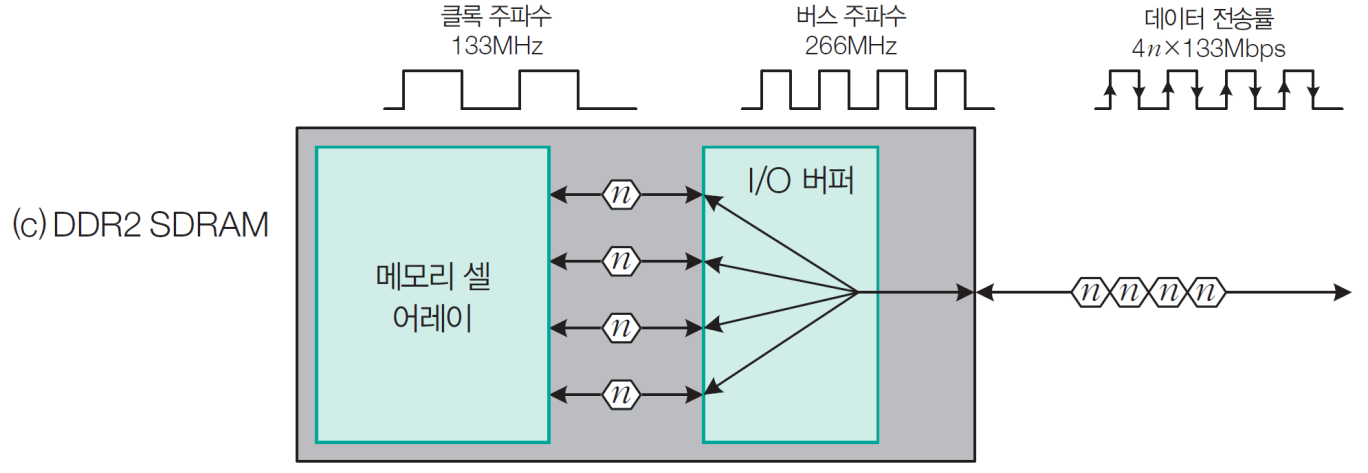 클록 주파수
133MHz
버스 주파수
266MHz
데이터 전송률
4n×133Mbps
(c) DDR2 SDRAM
메모리 셀
어레이
n
n
n
n
I/O 버퍼
n n n n